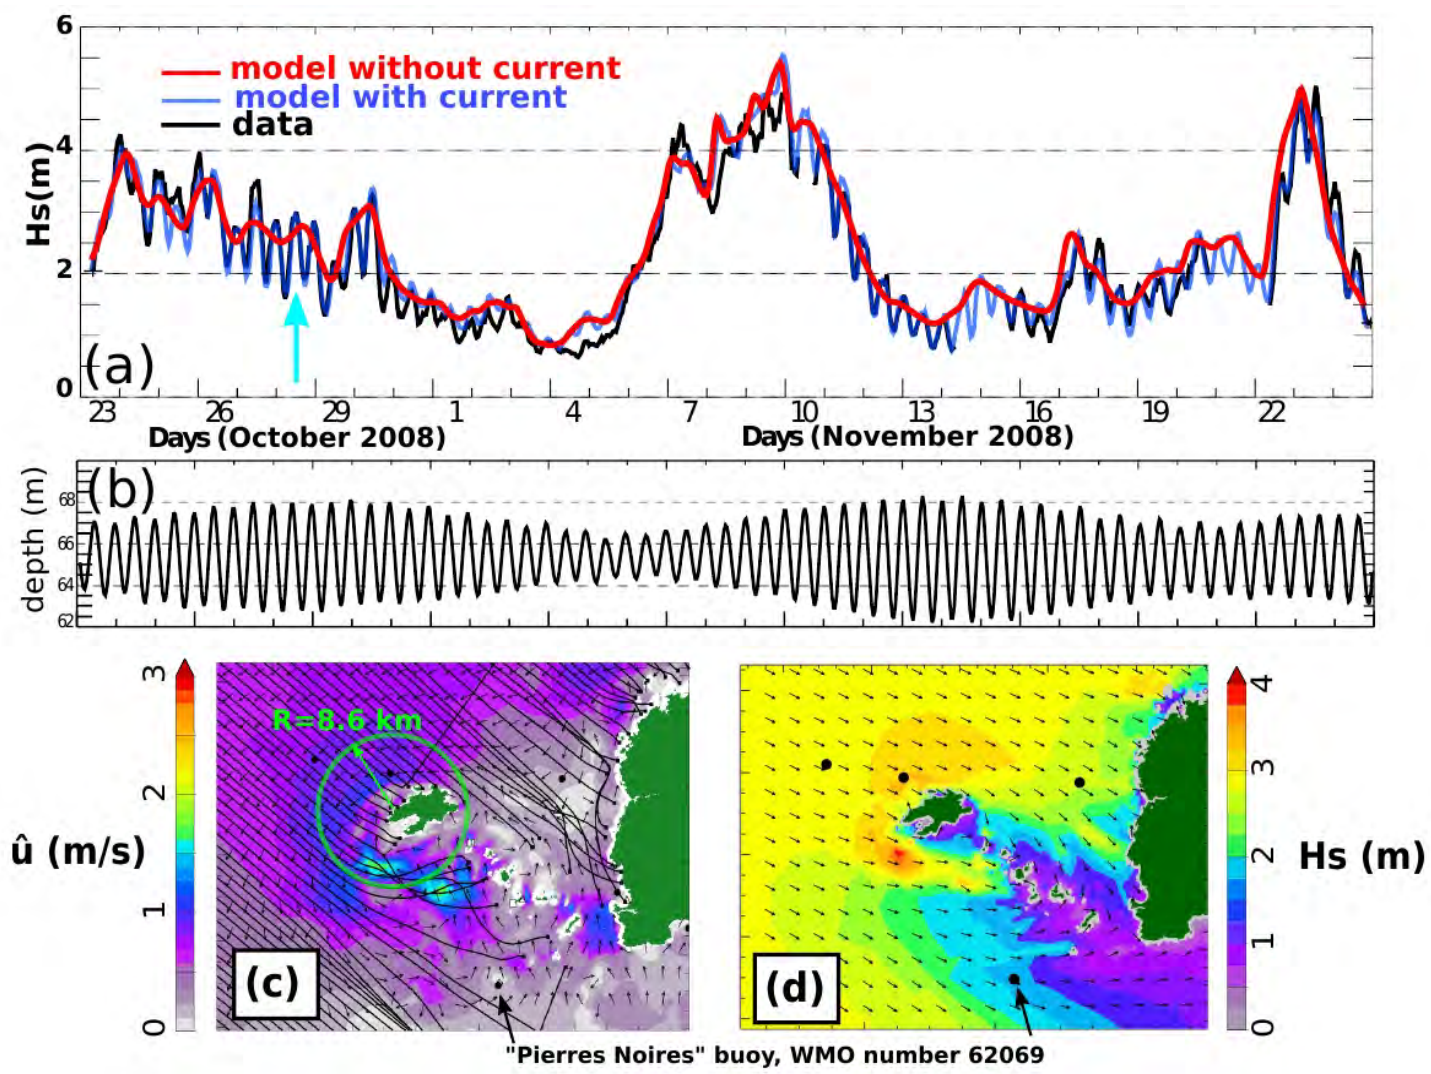 6
model without current
model with current
data
4
Hs(m)
2
(a)
0
23 26 29 1 4 7 10 13 16 19 22
Days (October 2008) Days (November 2008)
(b)
depth (m)
68
66
64
62
3
2
1
0
û (m/s)
R=8.6 km
(c)
(d)
4
3
2
1
0
Hs (m)
"Pierres Noires" buoy, WMO number 62069